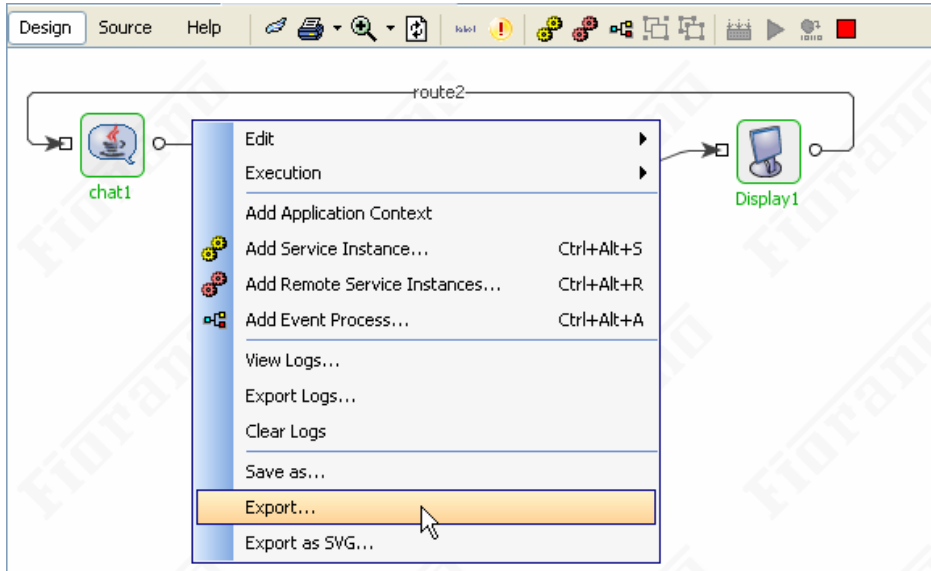 Design Source Help label
route2
chat1
Display1
Edit
Execution
Add Application Context
Add Service Instance... Ctrl+Alt+S
Add Remote Service Instances... Ctrl+Alt+R
Add Event Process... Ctrl+Alt+A
View Logs...
Export Logs...
Clear Logs
Save as...
Export...
Export as SVG...
Fiorano